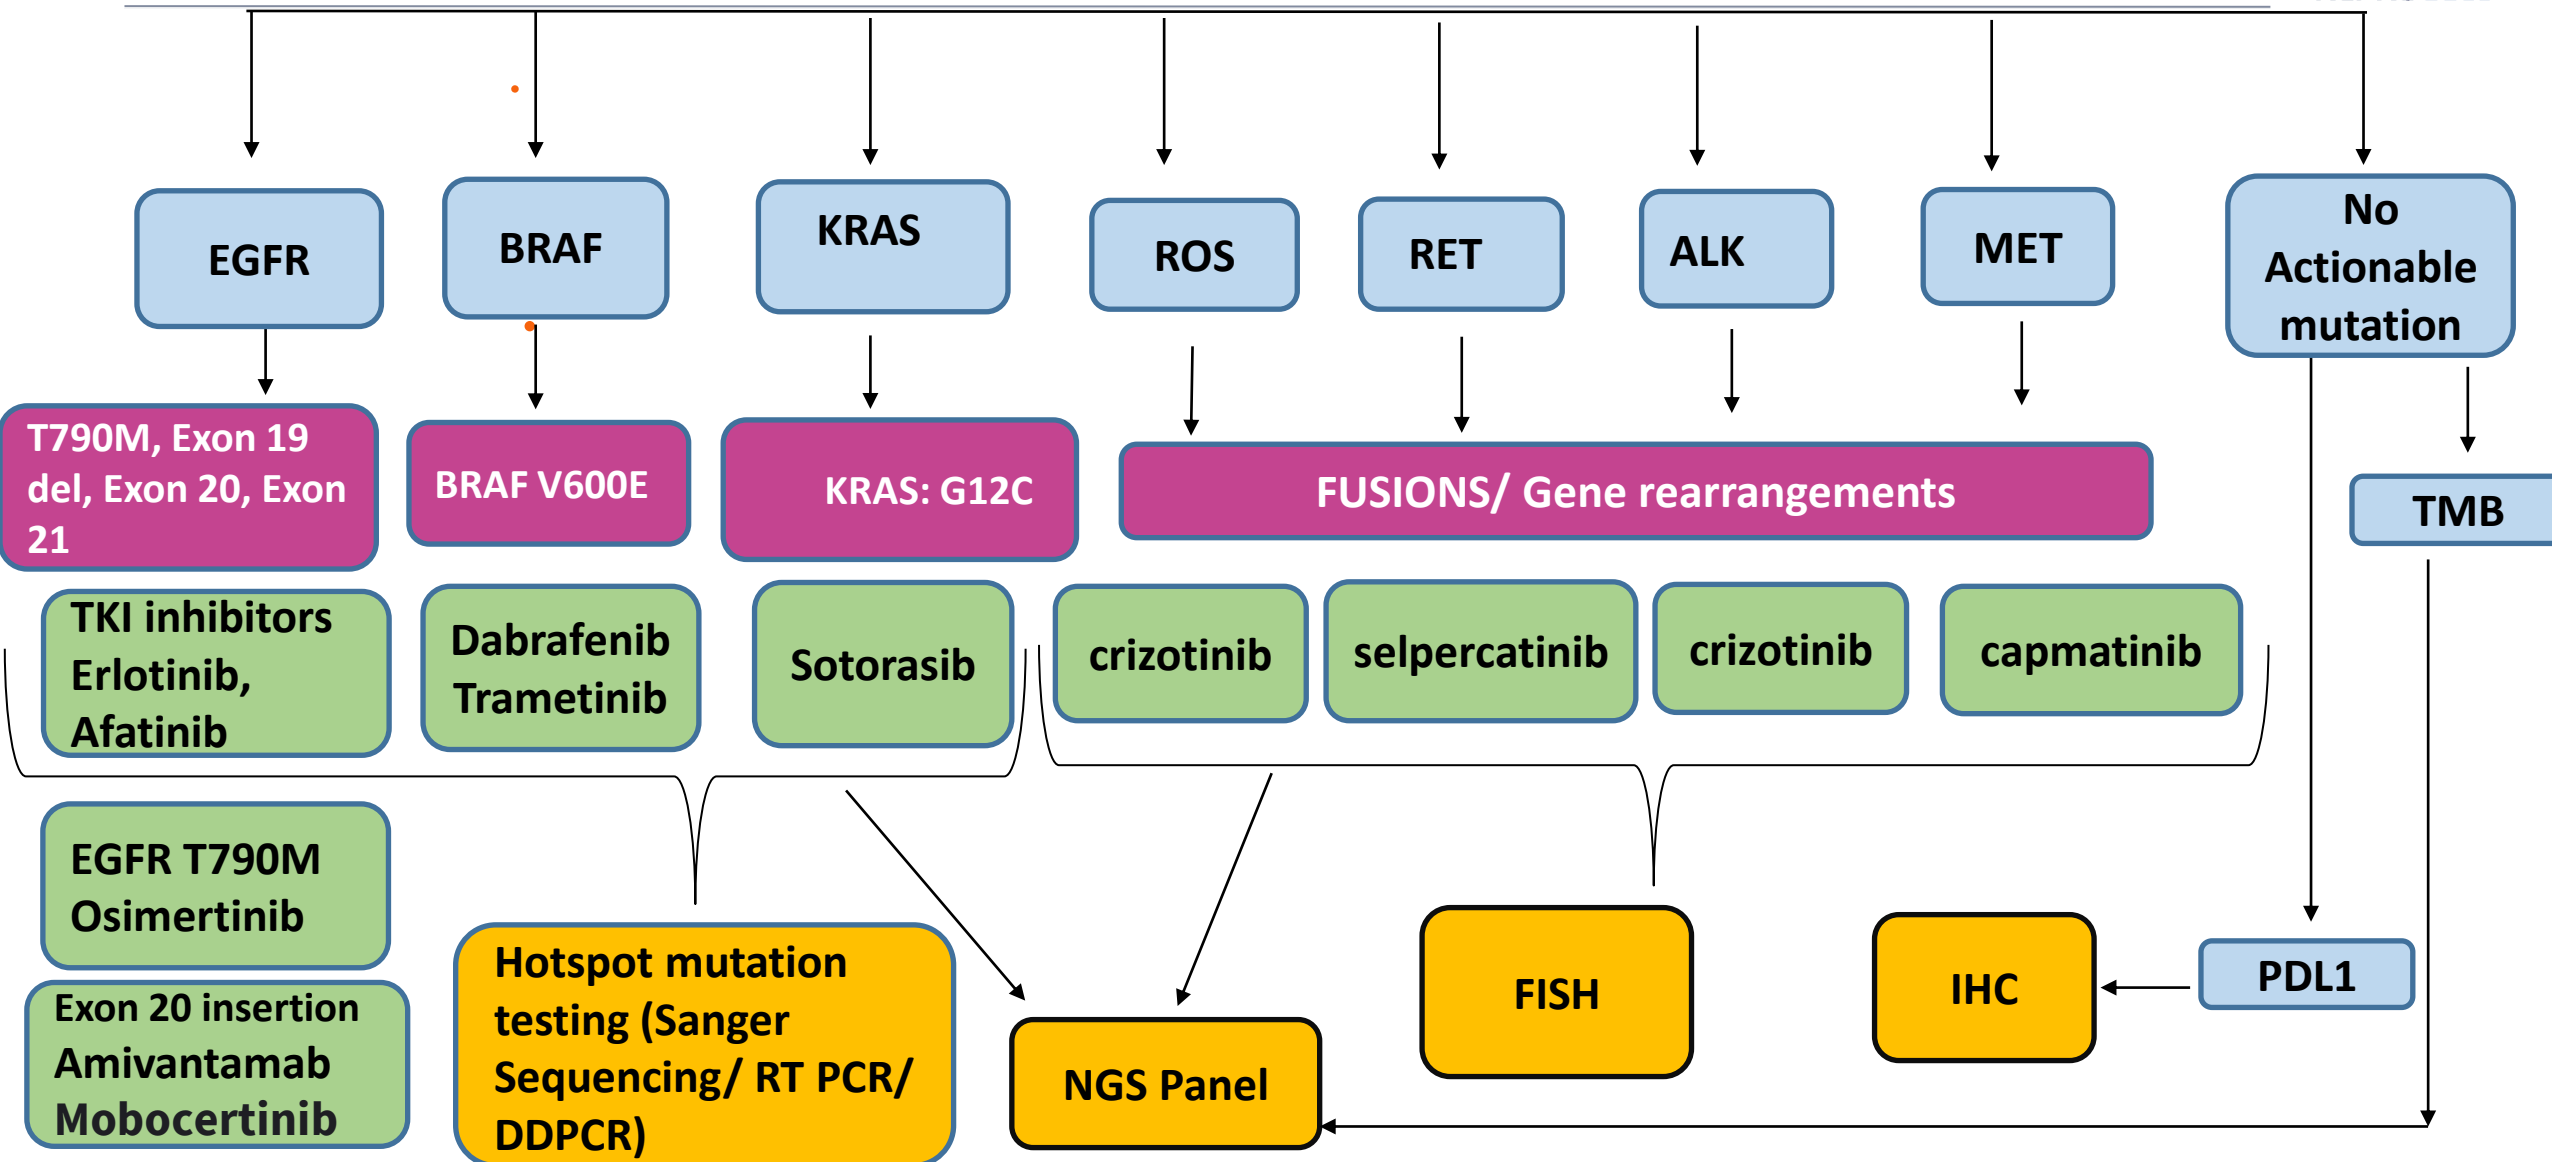 EGFR
BRAF
KRAS
ROS
RET
ALK
MET
No
Actionable
mutation
T790M, Exon 19
del, Exon 20, Exon
21
BRAF V600E
KRAS: G12C
FUSIONS/ Gene rearrangements
TMB
TKI inhibitors
Erlotinib,
Afatinib
Dabrafenib
Trametinib
Sotorasib
crizotinib
selpercatinib
crizotinib
capmatinib
EGFR T790M
Osimertinib
Exon 20 insertion
Amivantamab
Mobocertinib
Hotspot mutation
testing (Sanger
Sequencing/ RT PCR/
DDPCR)
NGS Panel
FISH
IHC
PDL1